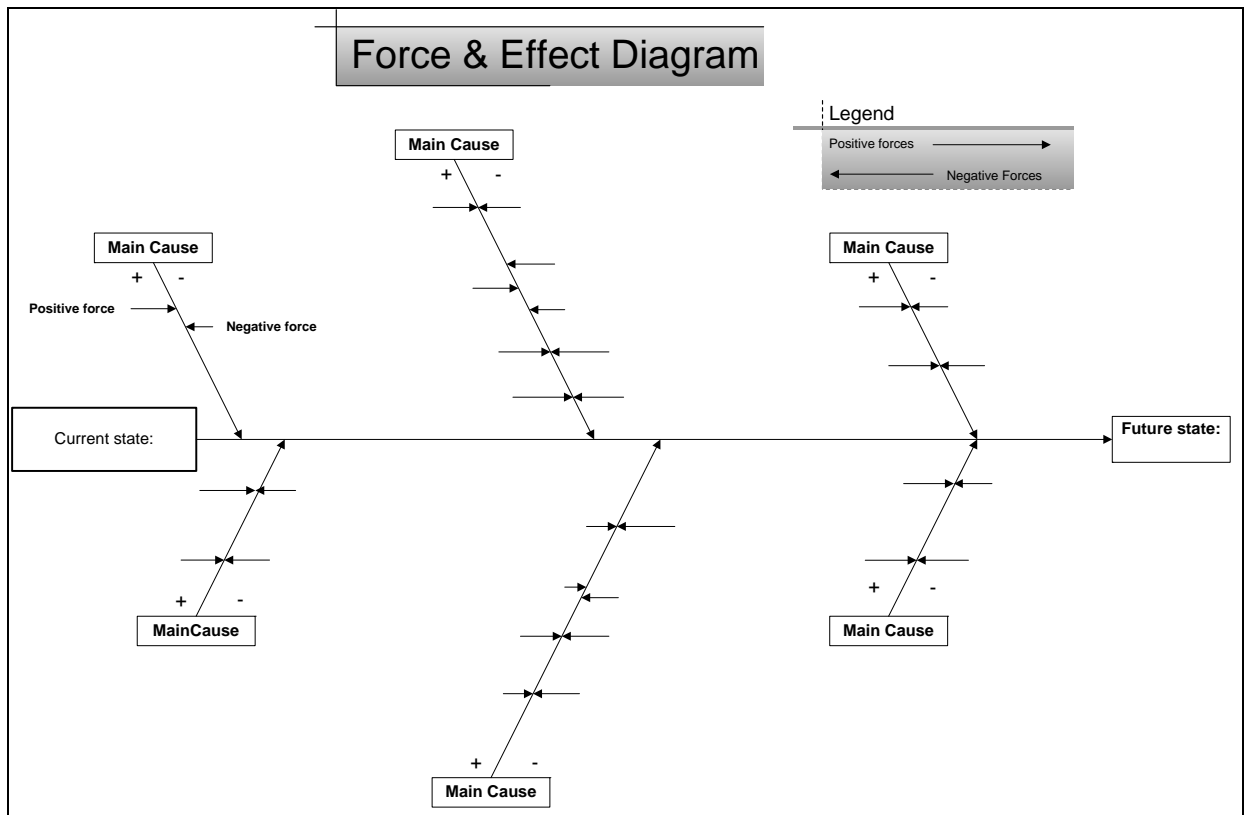 Force & Effect Diagram
Legend
Positive forces
Negative Forces
Main Cause
+ -
Main Cause
+ -
Positive force
Negative force
Main Cause
+ -
Current state:
Future state:
+ -
MainCause
+ -
Main Cause
+ -
Main Cause